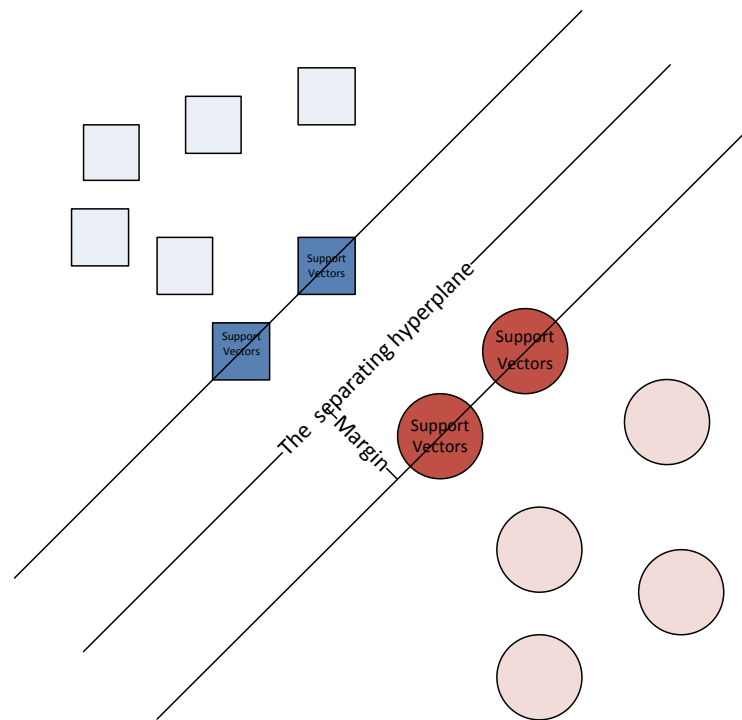 Support
Vectors
Support
Vectors
The separating hyperplane
Support
Vectors
Margin
Support
Vectors